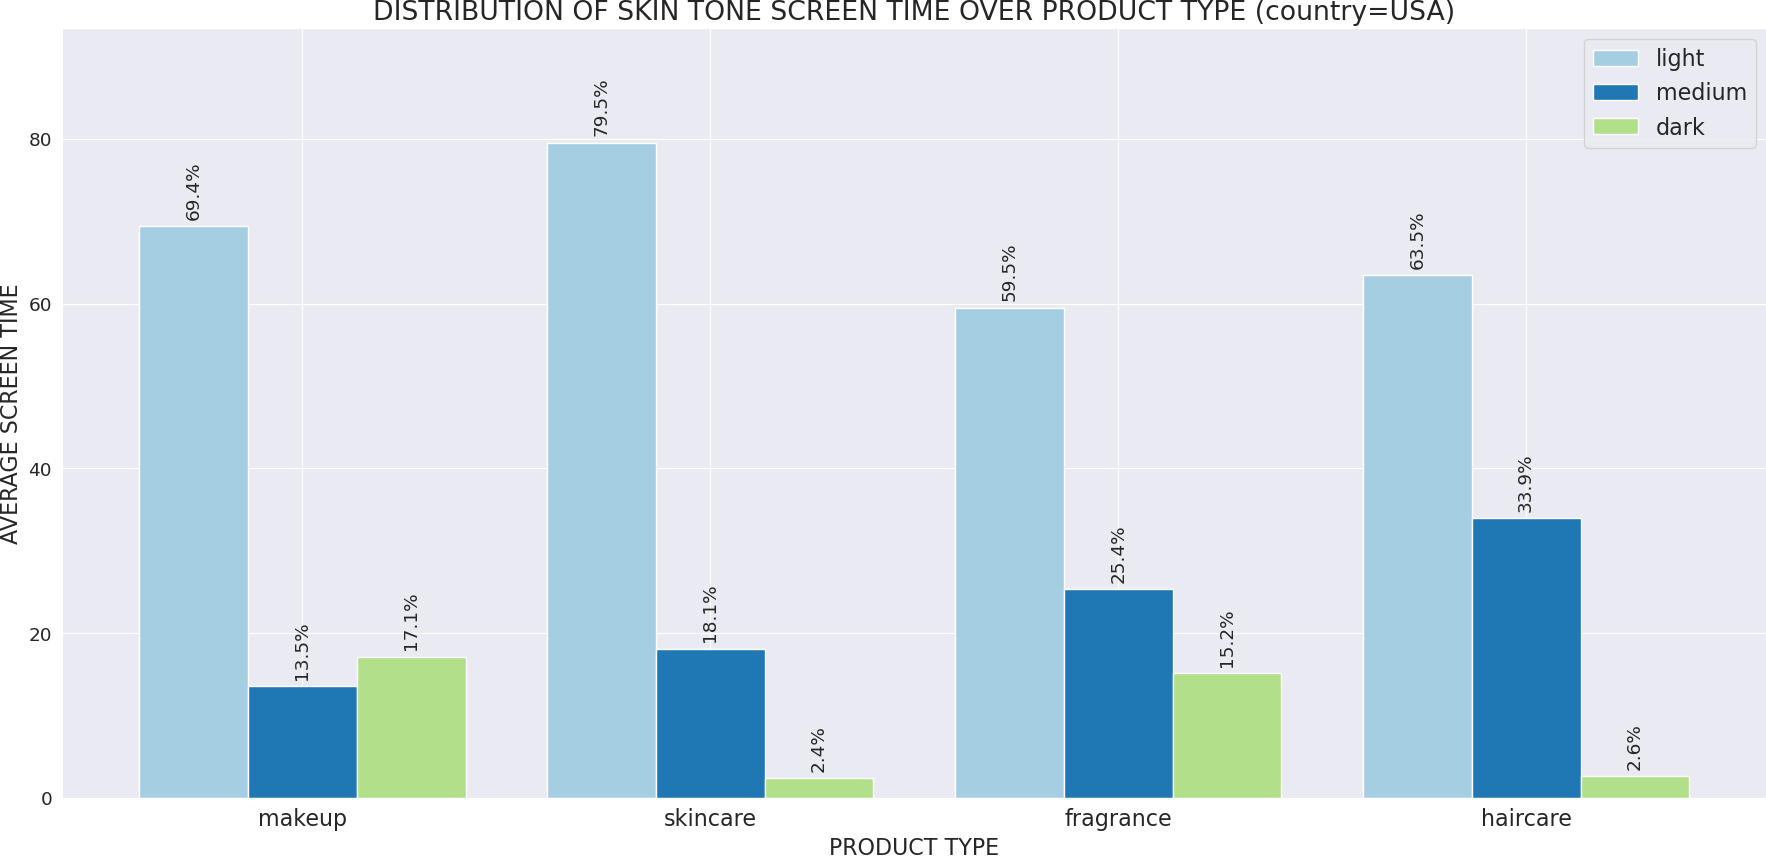 DISTRIBUTION OF SKIN TONE SCREEN TIME OVER PRODUCT TYPE (country=USA)
light
medium
dark
AVERAGE SCREEN TIME
80
60
40
20
0
69.4%
13.5%
17.1%
79.5%
18.1%
2.4%
59.5%
25.4%
15.2%
63.5%
33.9%
2.6%
makeup
skincare
fragrance
haircare
PRODUCT TYPE